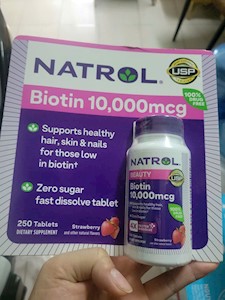 NATROL
USP
100% DRUG FREE
Biotin 10,000mcg
Supports healthy
hair, skin & nails
for those low
in biotin†
Zero sugar
fast dissolve tablet
250 Tablets
DIETARY SUPPLEMENT
Strawberry
and other natural flavors
NATROL
BEAUTY
Biotin
10,000mcg
Strawberry